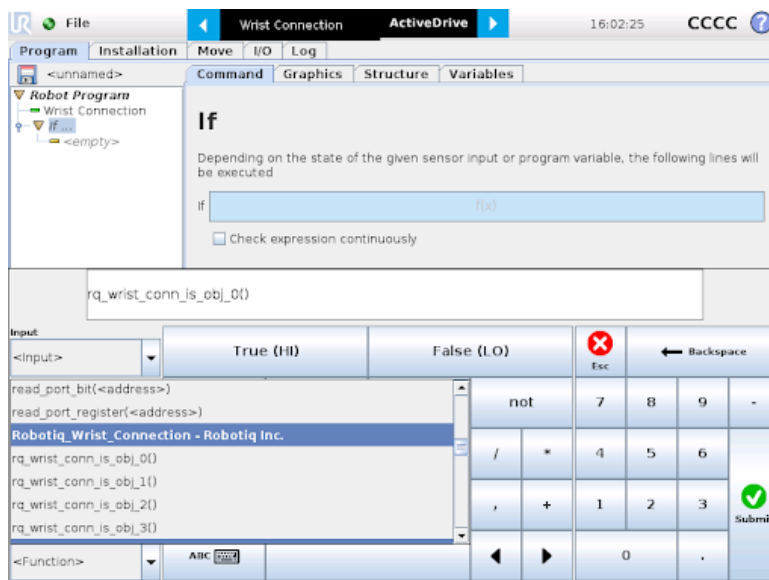 UR File Wrist Connection ActiveDrive 16:02:25 CCCC ?
Program Installation Move I/O Log
<unnamed> Command Graphics Structure Variables
Robot Program
Wrist Connection
If ...
<empty>
If
Depending on the state of the given sensor input or program variable, the following lines will
be executed
If f(x)
Check expression continuously
rq_wrist_conn_is_obj_0()
Input
<Input> True (HI) False (LO) Esc Backspace
read_port_bit(<address>)
read_port_register(<address>)
Robotiq_Wrist_Connection - Robotiq Inc.
rq_wrist_conn_is_obj_0()
rq_wrist_conn_is_obj_1()
rq_wrist_conn_is_obj_2()
rq_wrist_conn_is_obj_3()
not 7 8 9 -
/ * 4 5 6
, + 1 2 3 Submi
<Function> ABC 0 .